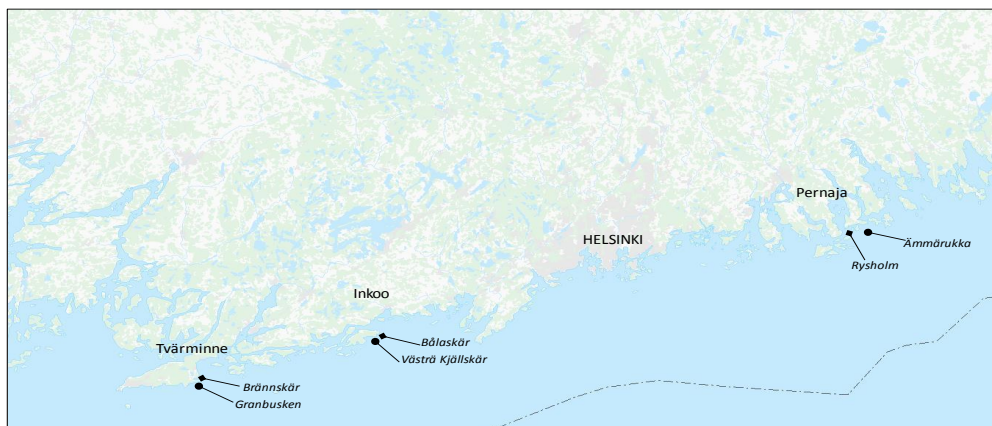 Pernaja
HELSINKI
Ämmärukka
Rysholm
Inkoo
Bålaskär
Västrä Kjällskär
Tvärminne
Brännskär
Granbusken